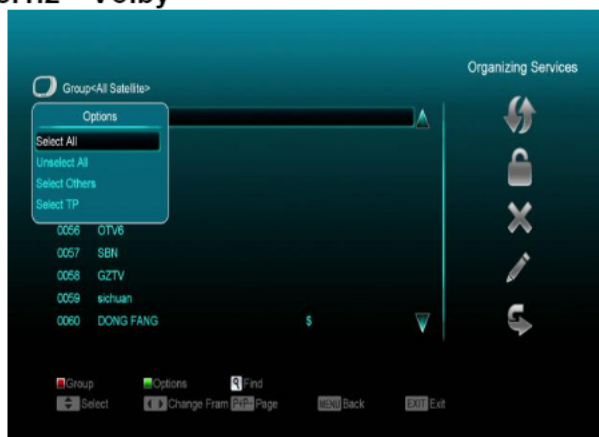 Organizing Services
Group<All Satellite>
Options
Select All
Unselect All
Select Others
Select TP
0056 OTV6
0057 SBN
0058 GZTV
0059 sichuan
0060 DONG FANG $
Group Options Find
Select Change Fram P+P- Page MENU Back EXIT Exit